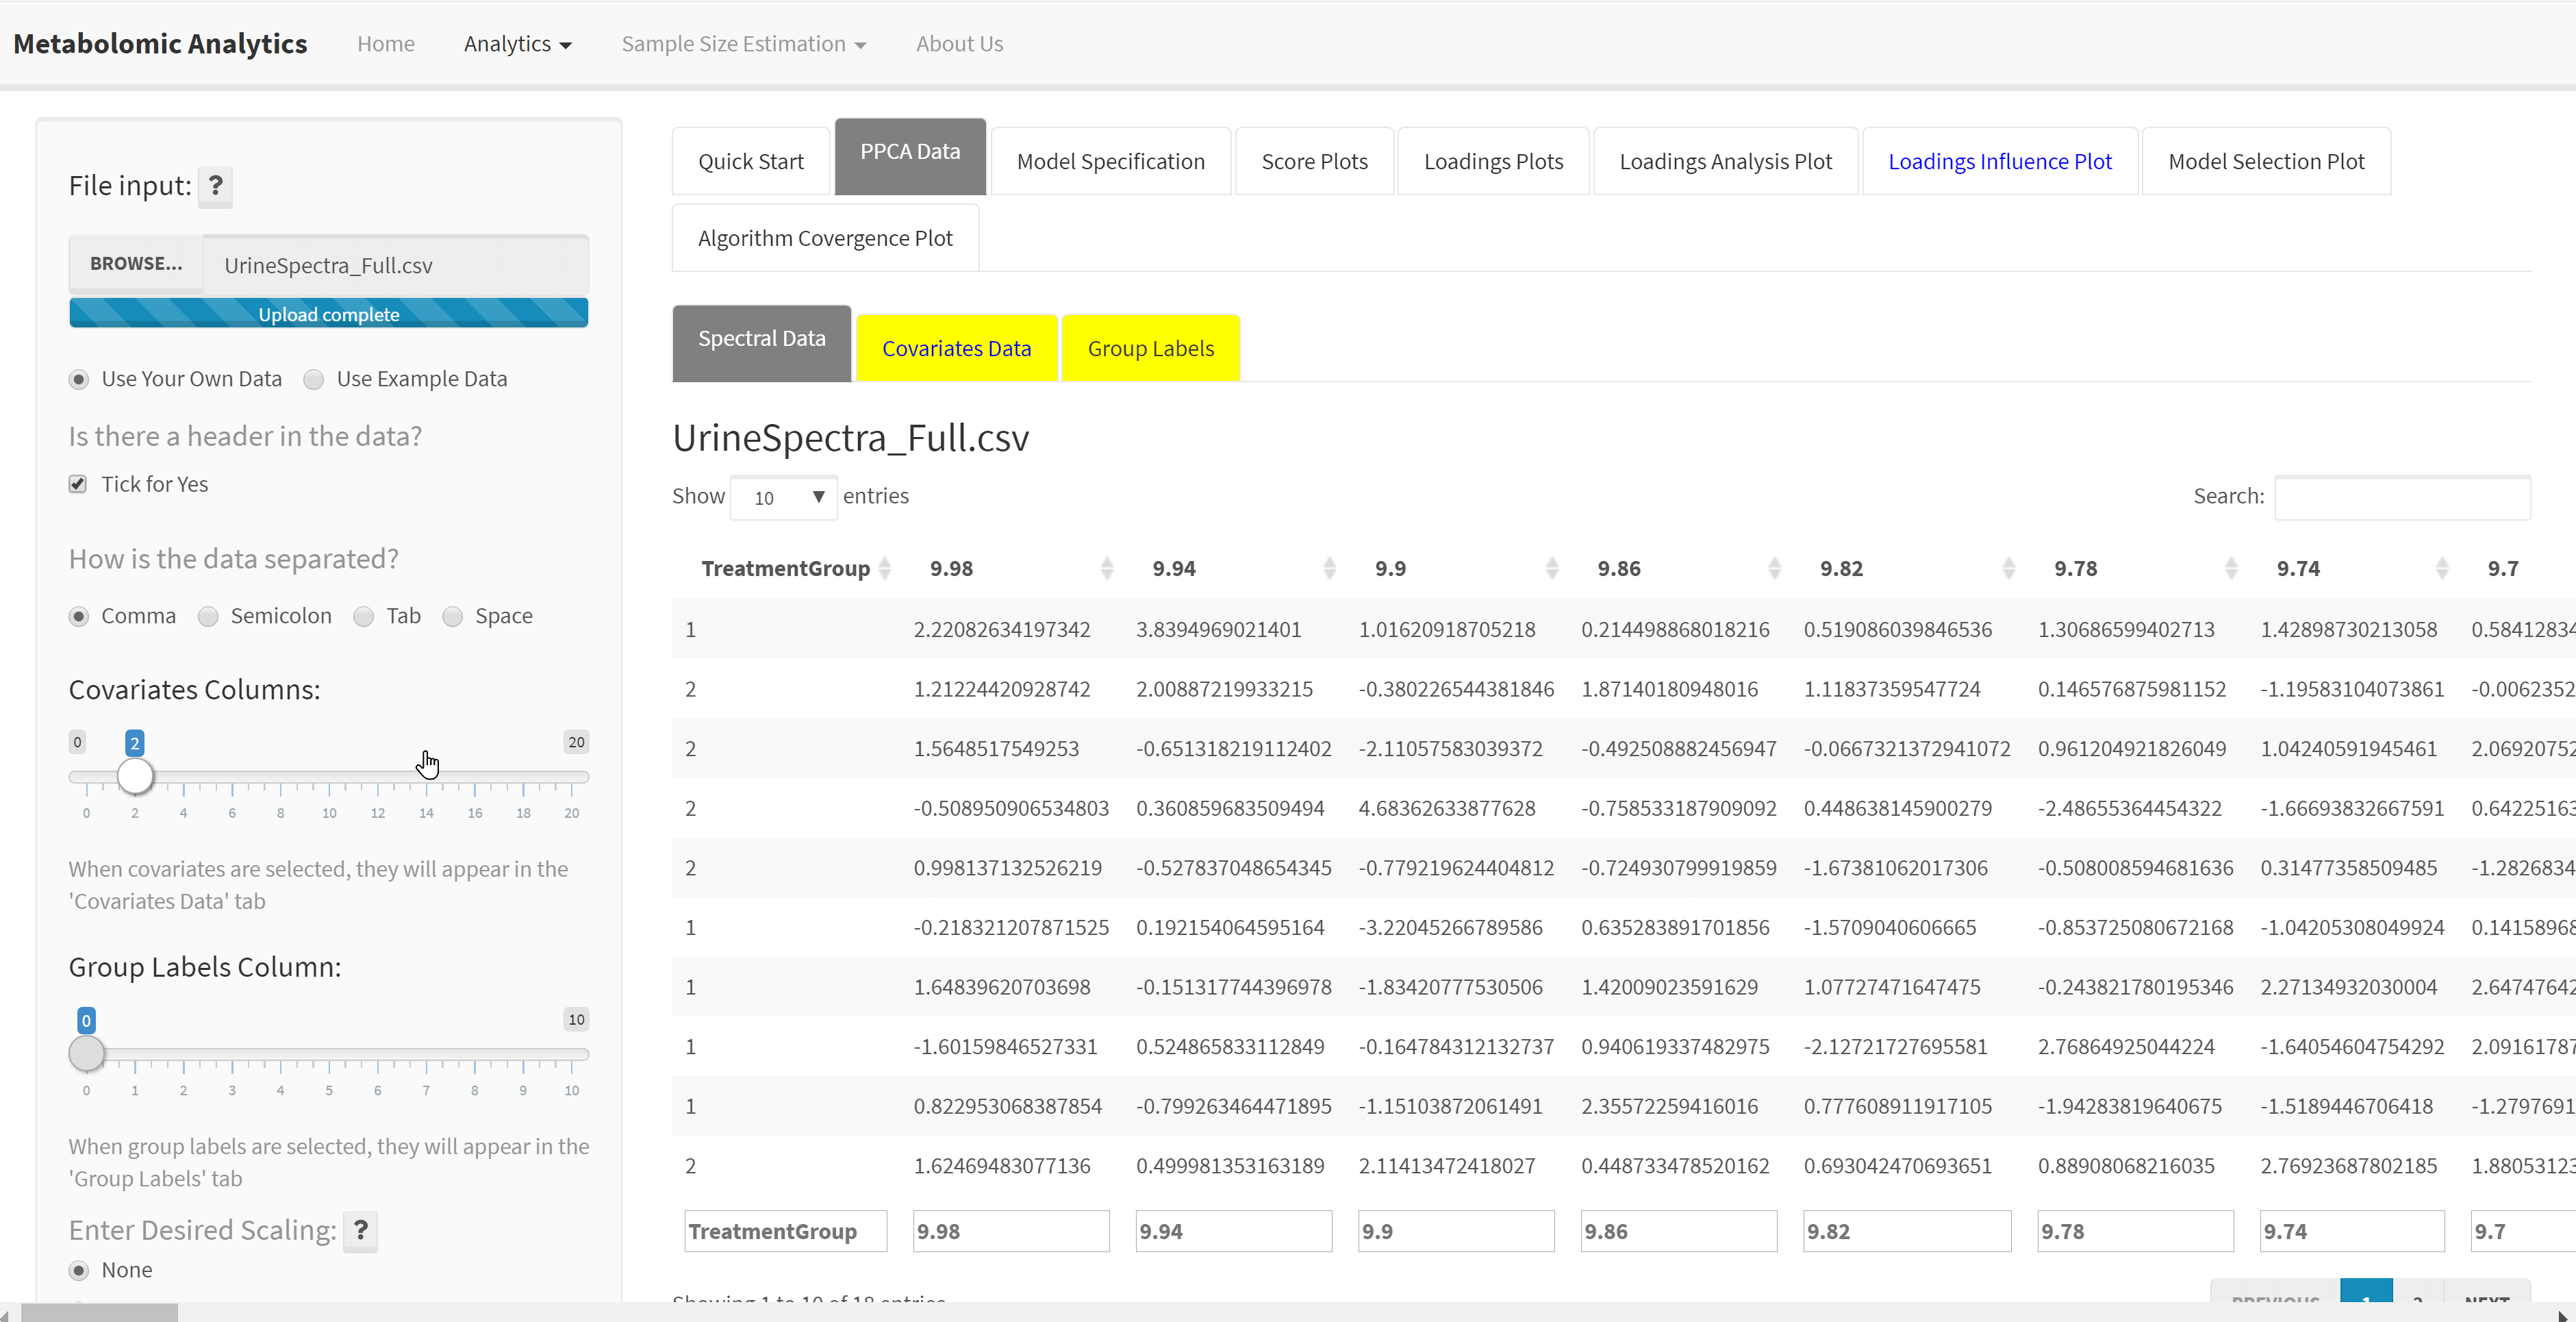 Metabolomic Analytics Home Analytics Sample Size Estimation About Us
File input: ?
BROWSE... UrineSpectra_Full.csv
Upload complete
Use Your Own Data Use Example Data
Is there a header in the data?
Tick for Yes
How is the data separated?
Comma Semicolon Tab Space
Covariates Columns:
0 2 20
0 2 4 6 8 10 12 14 16 18 20
When covariates are selected, they will appear in the
'Covariates Data' tab
Group Labels Column:
0 10
0 1 2 3 4 5 6 7 8 9 10
When group labels are selected, they will appear in the
'Group Labels' tab
Enter Desired Scaling: ?
None
Quick Start PPCA Data Model Specification Score Plots Loadings Plots Loadings Analysis Plot Loadings Influence Plot Model Selection Plot
Algorithm Covergence Plot
Spectral Data Covariates Data Group Labels
UrineSpectra_Full.csv
Show 10 entries Search:
TreatmentGroup 9.98 9.94 9.9 9.86 9.82 9.78 9.74 9.7
1 2.22082634197342 3.8394969021401 1.01620918705218 0.214498868018216 0.519086039846536 1.30686599402713 1.42898730213058 0.58412834
2 1.21224420928742 2.00887219933215 -0.380226544381846 1.87140180948016 1.11837359547724 0.146576875981152 -1.19583104073861 -0.0062352
2 1.5648517549253 -0.651318219112402 -2.11057583039372 -0.492508882456947 -0.0667321372941072 0.961204921826049 1.04240591945461 2.06920752
2 -0.508950906534803 0.360859683509494 4.68362633877628 -0.758533187909092 0.448638145900279 -2.48655364454322 -1.66693832667591 0.64225163
2 0.998137132526219 -0.527837048654345 -0.779219624404812 -0.724930799919859 -1.67381062017306 -0.508008594681636 0.31477358509485 -1.2826834
1 -0.218321207871525 0.192154064595164 -3.22045266789586 0.635283891701856 -1.5709040606665 -0.853725080672168 -1.04205308049924 0.14158968
1 1.64839620703698 -0.151317744396978 -1.83420777530506 1.42009023591629 1.07727471647475 -0.243821780195346 2.27134932030004 2.64747642
1 -1.60159846527331 0.524865833112849 -0.164784312132737 0.940619337482975 -2.12721727695581 2.76864925044224 -1.64054604754292 2.09161787
1 0.822953068387854 -0.799263464471895 -1.15103872061491 2.35572259416016 0.777608911917105 -1.94283819640675 -1.5189446706418 -1.2797691
2 1.62469483077136 0.499981353163189 2.11413472418027 0.448733478520162 0.693042470693651 0.88908068216035 2.76923687802185 1.88053123
TreatmentGroup 9.98 9.94 9.9 9.86 9.82 9.78 9.74 9.7
Showing 1 to 10 of 18 entries PREVIOUS 1 2 NEXT